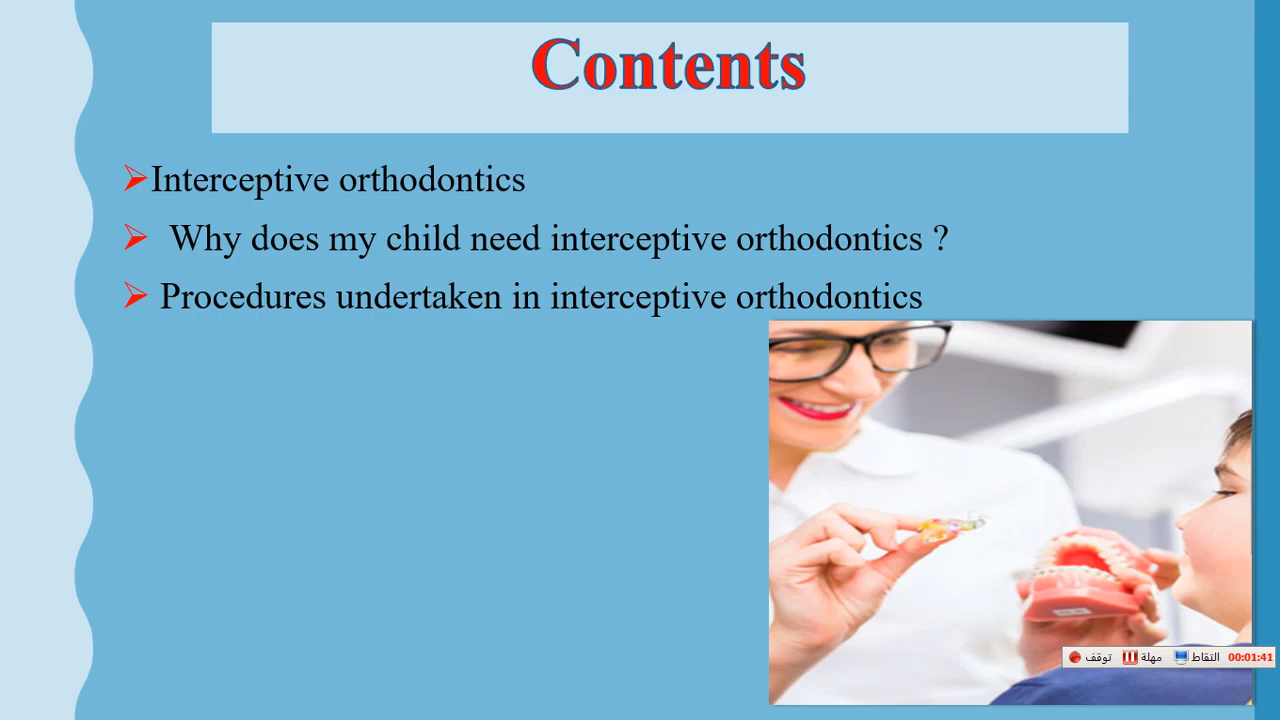 Contents
Interceptive orthodontics
Why does my child need interceptive orthodontics ?
Procedures undertaken in interceptive orthodontics
توقف مهلة التقاط 00:01:41